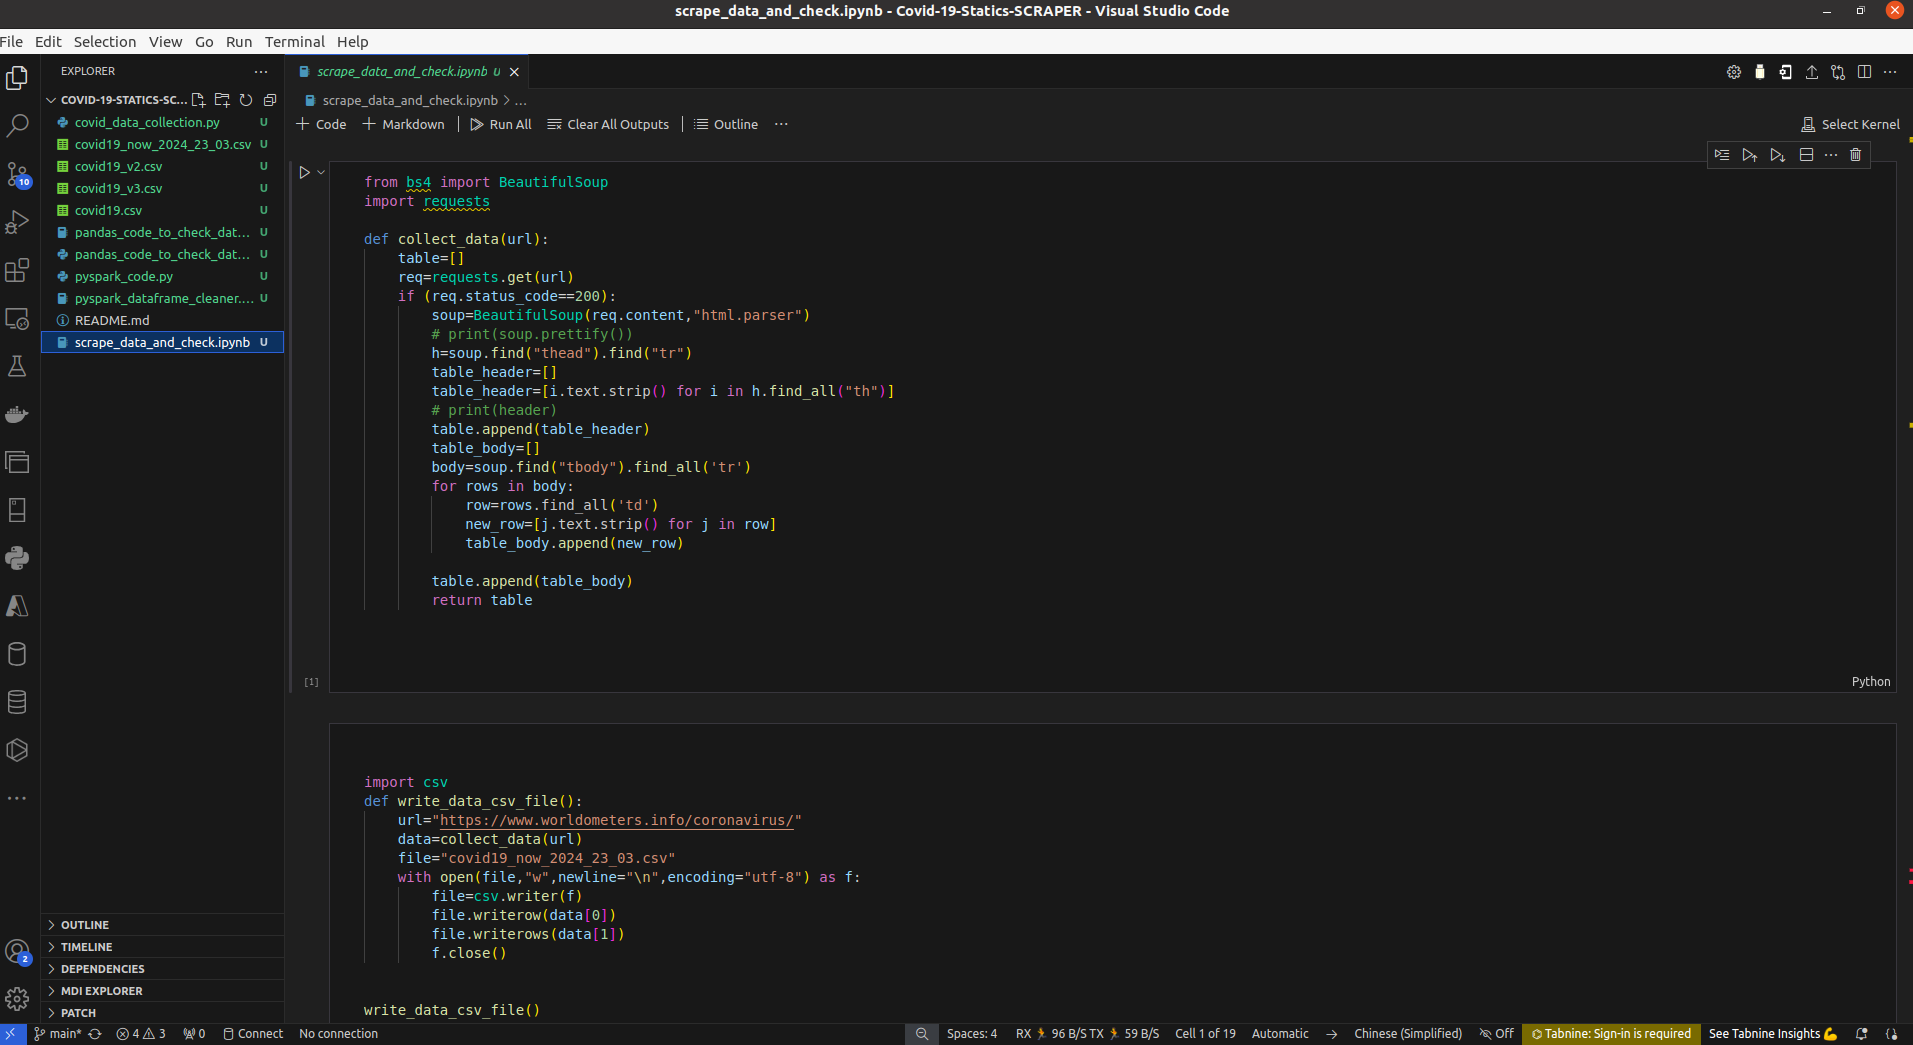 scrape_data_and_check.ipynb - Covid-19-Statics-SCRAPER - Visual Studio Code
File Edit Selection View Go Run Terminal Help
EXPLORER
COVID-19-STATICS-SC...
covid_data_collection.py U
covid19_now_2024_23_03.csv U
covid19_v2.csv U
covid19_v3.csv U
covid19.csv U
pandas_code_to_check_dat... U
pandas_code_to_check_dat... U
pyspark_code.py U
pyspark_dataframe_cleaner.... U
README.md
scrape_data_and_check.ipynb U
OUTLINE
TIMELINE
DEPENDENCIES
MDI EXPLORER
PATCH
10
2
scrape_data_and_check.ipynb U
scrape_data_and_check.ipynb > ...
+ Code + Markdown | Run All Clear All Outputs | Outline ...
Select Kernel
from bs4 import BeautifulSoup
import requests
def collect_data(url):
table=[]
req=requests.get(url)
if (req.status_code==200):
soup=BeautifulSoup(req.content,"html.parser")
# print(soup.prettify())
h=soup.find("thead").find("tr")
table_header=[]
table_header=[i.text.strip() for i in h.find_all("th")]
# print(header)
table.append(table_header)
table_body=[]
body=soup.find("tbody").find_all('tr')
for rows in body:
row=rows.find_all('td')
new_row=[j.text.strip() for j in row]
table_body.append(new_row)
table.append(table_body)
return table
[1]
Python
import csv
def write_data_csv_file():
url="https://www.worldometers.info/coronavirus/"
data=collect_data(url)
file="covid19_now_2024_23_03.csv"
with open(file,"w",newline="\n",encoding="utf-8") as f:
file=csv.writer(f)
file.writerow(data[0])
file.writerows(data[1])
f.close()
write_data_csv_file()
main* 4 3 0 Connect No connection Spaces: 4 RX 96 B/S TX 59 B/S Cell 1 of 19 Automatic → Chinese (Simplified) Off Tabnine: Sign-in is required See Tabnine Insights